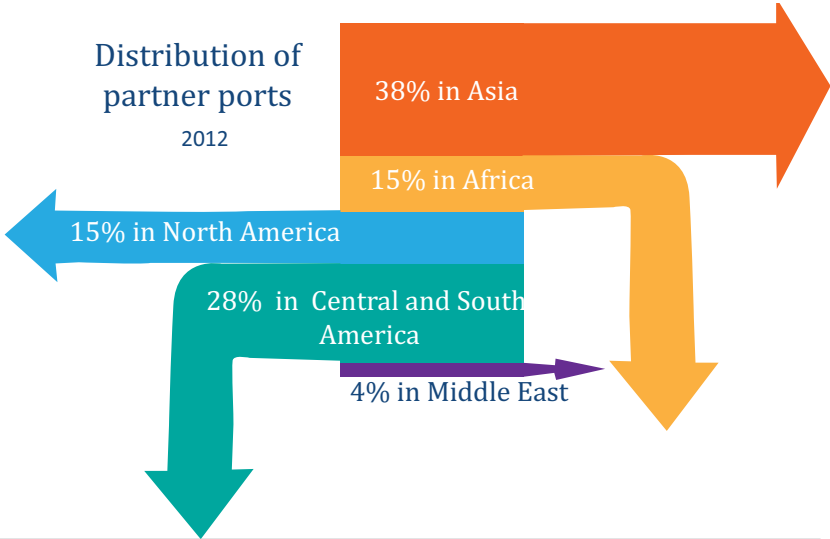 Distribution of
partner ports
2012
38% in Asia
15% in Africa
15% in North America
28% in Central and South
America
4% in Middle East